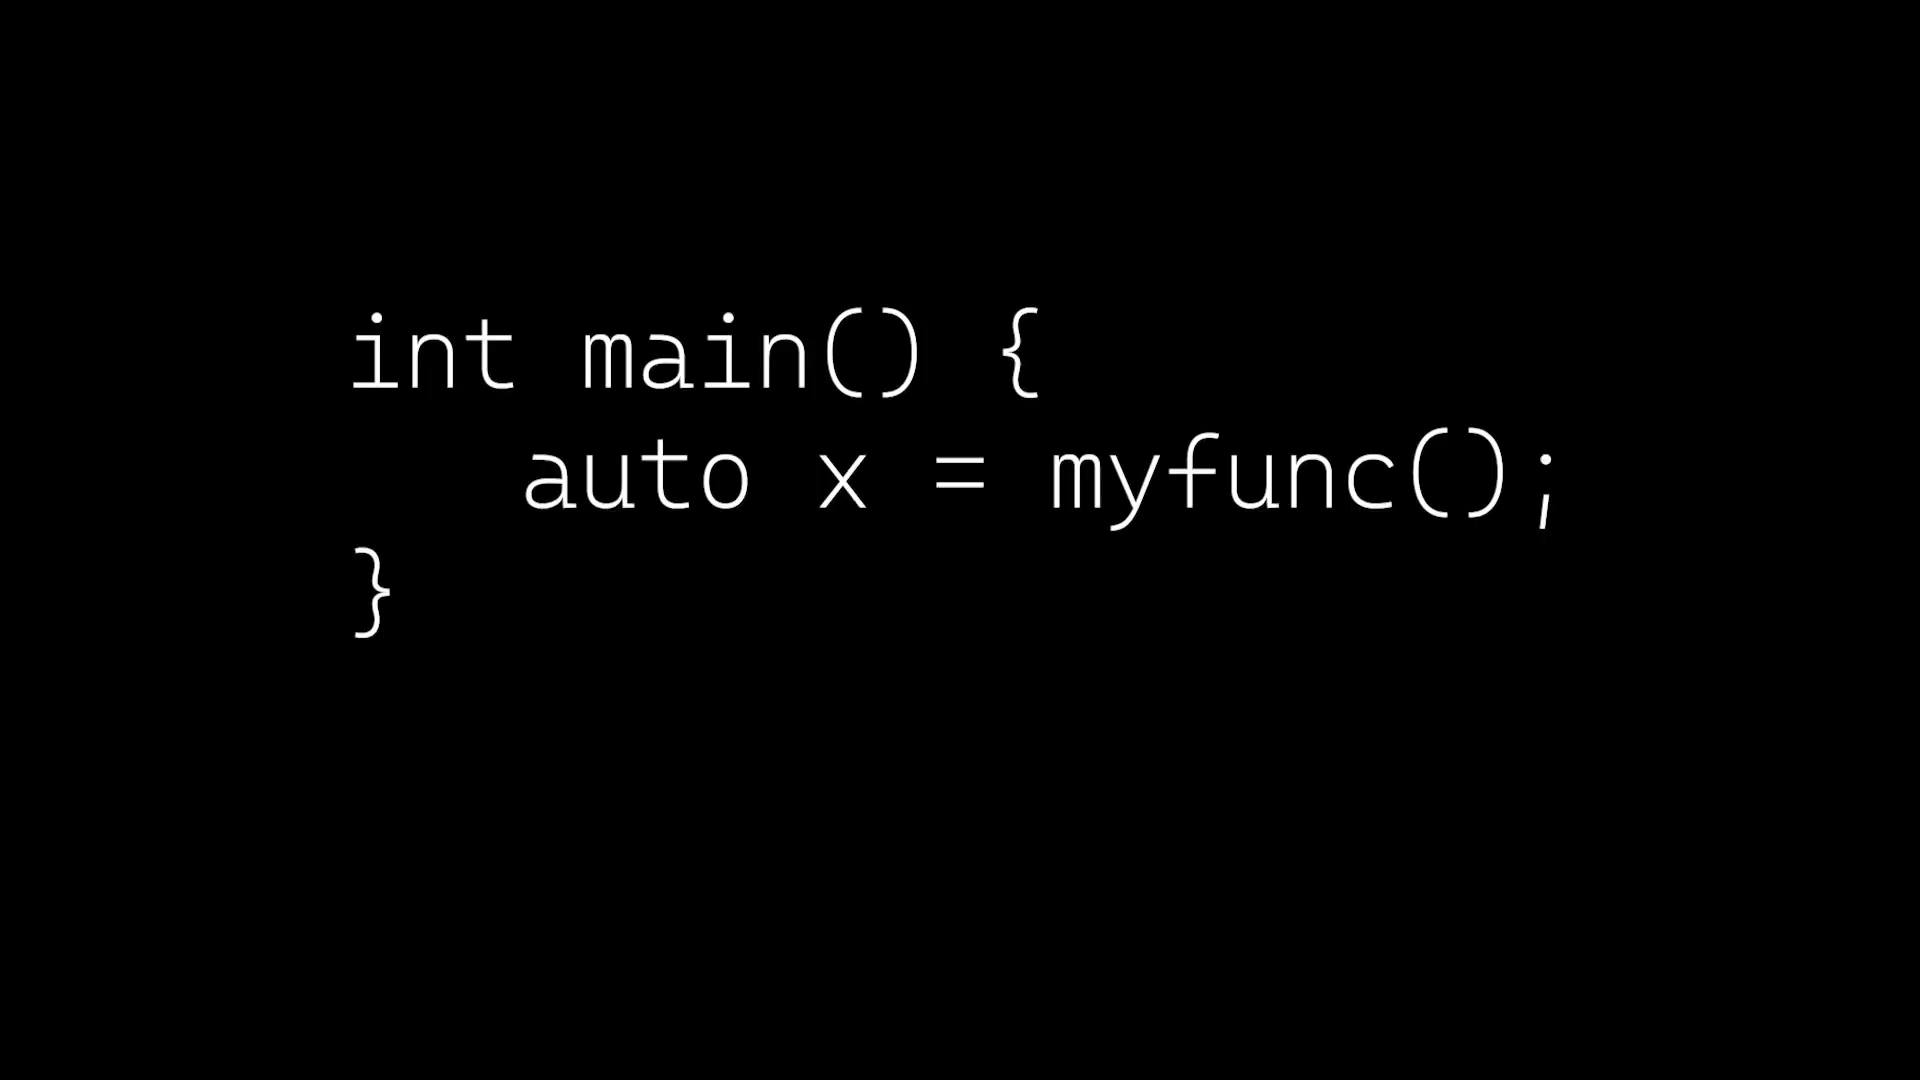 int main() {
   auto x = myfunc();
}